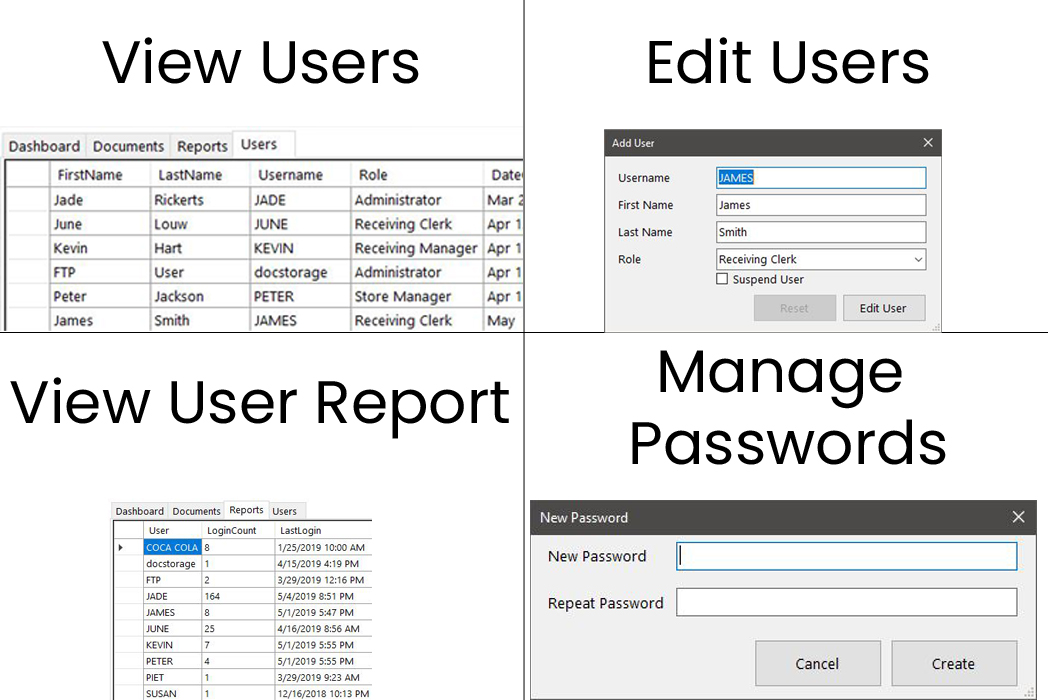 View Users
Dashboard Documents Reports Users
FirstName LastName Username Role Date
Jade Rickerts JADE Administrator Mar 2
June Louw JUNE Receiving Clerk Apr 1
Kevin Hart KEVIN Receiving Manager Apr 1
FTP User docstorage Administrator Apr 1
Peter Jackson PETER Store Manager Apr 1
James Smith JAMES Receiving Clerk May
Edit Users
Add User
Username JAMES
First Name James
Last Name Smith
Role Receiving Clerk
Suspend User
Reset Edit User
View User Report
Dashboard Documents Reports Users
User LoginCount LastLogin
COCA COLA 8 1/25/2019 10:00 AM
docstorage 1 4/15/2019 4:19 PM
FTP 2 3/29/2019 12:16 PM
JADE 164 5/4/2019 8:51 PM
JAMES 8 5/1/2019 5:47 PM
JUNE 25 4/16/2019 8:56 AM
KEVIN 7 5/1/2019 5:55 PM
PETER 4 5/1/2019 5:55 PM
PIET 1 3/29/2019 9:23 AM
SUSAN 1 12/16/2018 10:13 PM
Manage
Passwords
New Password
New Password
Repeat Password
Cancel Create